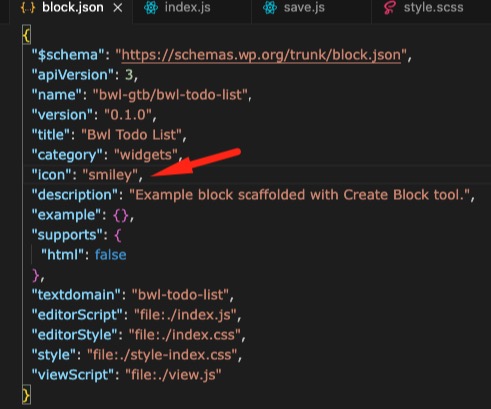 block.json
index.js
save.js
style.scss
{
"$schema": "https://schemas.wp.org/trunk/block.json",
"apiVersion": 3,
"name": "bwl-gtb/bwl-todo-list",
"version": "0.1.0",
"title": "Bwl Todo List",
"category": "widgets",
"icon": "smiley",
"description": "Example block scaffolded with Create Block tool.",
"example": {},
"supports": {
"html": false
},
"textdomain": "bwl-todo-list",
"editorScript": "file:./index.js",
"editorStyle": "file:./index.css",
"style": "file:./style-index.css",
"viewScript": "file:./view.js"
}